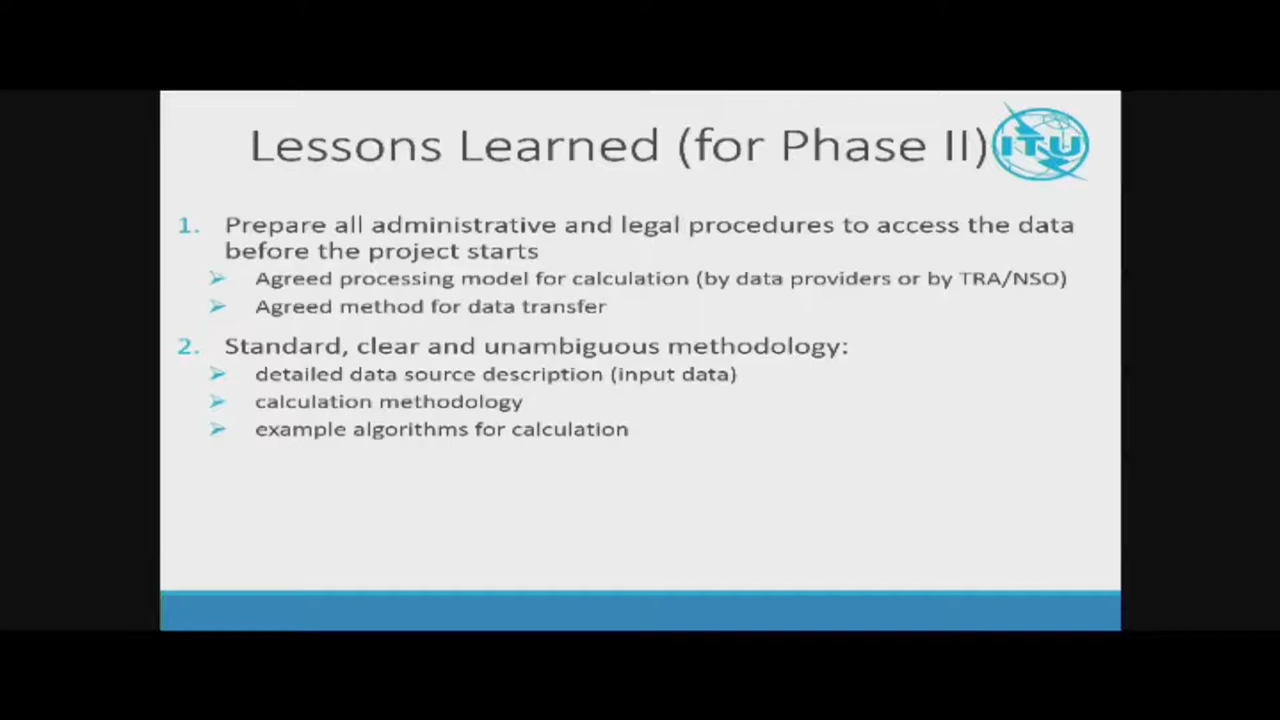 Lessons Learned (for Phase II)
ITU
1. Prepare all administrative and legal procedures to access the data
before the project starts
➢ Agreed processing model for calculation (by data providers or by TRA/NSO)
➢ Agreed method for data transfer
2. Standard, clear and unambiguous methodology:
➢ detailed data source description (input data)
➢ calculation methodology
➢ example algorithms for calculation